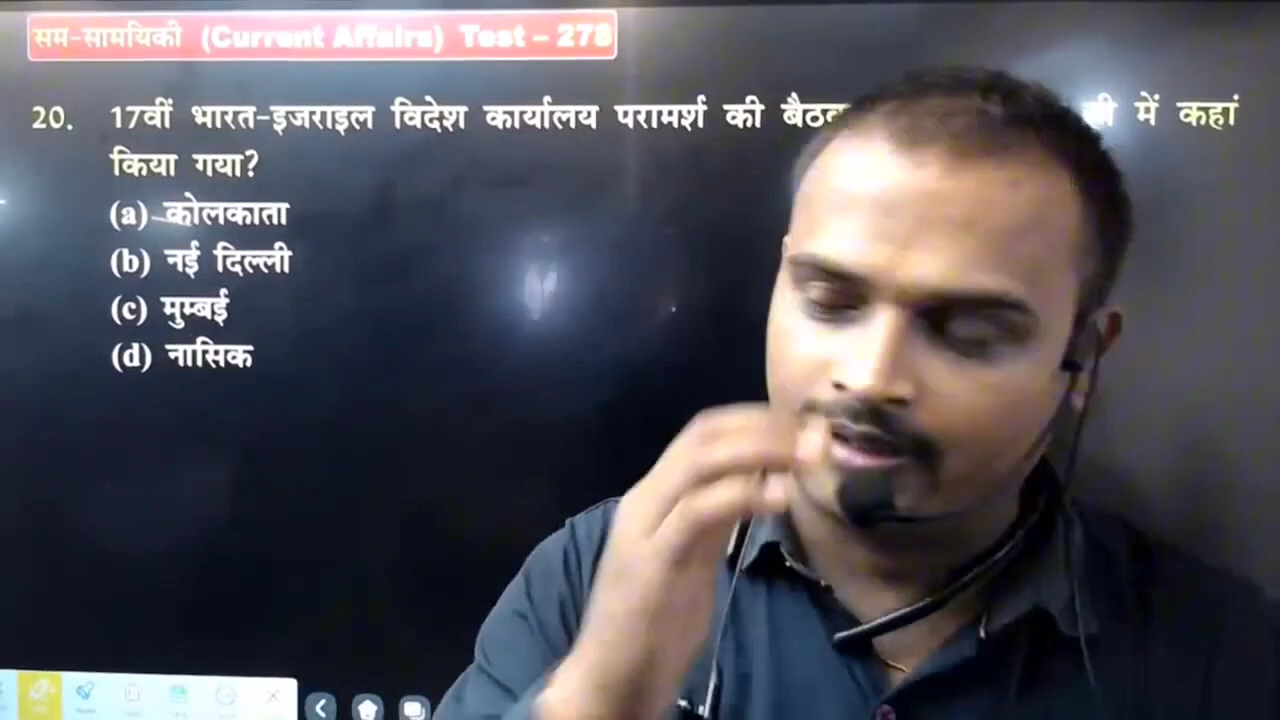 सम-सामयिकी (Current Affairs) Test – 278
20. 17वीं भारत-इजराइल विदेश कार्यालय परामर्श की में कहां
किया गया?
(a) कोलकाता
(b) नई दिल्ली
(c) मुम्बई
(d) नासिक